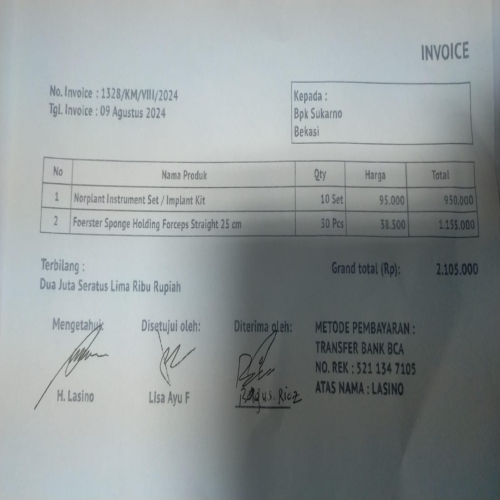 INVOICE
No. Invoice : 1328/KM/VIII/2024
Tgl. Invoice : 09 Agustus 2024
Kepada :
Bpk Sukarno
Bekasi
No Nama Produk Qty Harga Total
1 Norplant Instrument Set / Implant Kit 10 Set 95.000 950.000
2 Foerster Sponge Holding Forceps Straight 25 cm 30 Pcs 38.500 1.155.000
Terbilang :
Dua Juta Seratus Lima Ribu Rupiah
Grand total (Rp): 2.105.000
Mengetahui Disetujui oleh: Diterima oleh:
H. Lasino Lisa Ayu F
METODE PEMBAYARAN :
TRANSFER BANK BCA
NO. REK : 521 134 7105
ATAS NAMA : LASINO